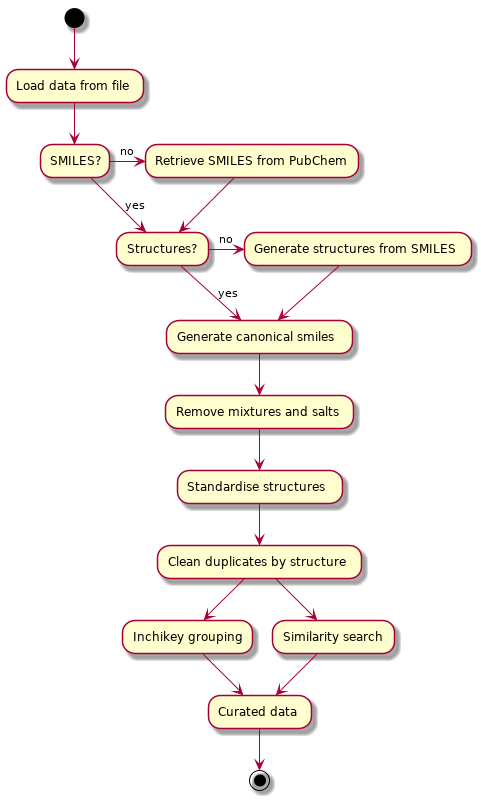 Load data from file
SMILES?
no
Retrieve SMILES from PubChem
yes
Structures?
no
Generate structures from SMILES
yes
Generate canonical smiles
Remove mixtures and salts
Standardise structures
Clean duplicates by structure
Inchikey grouping
Similarity search
Curated data